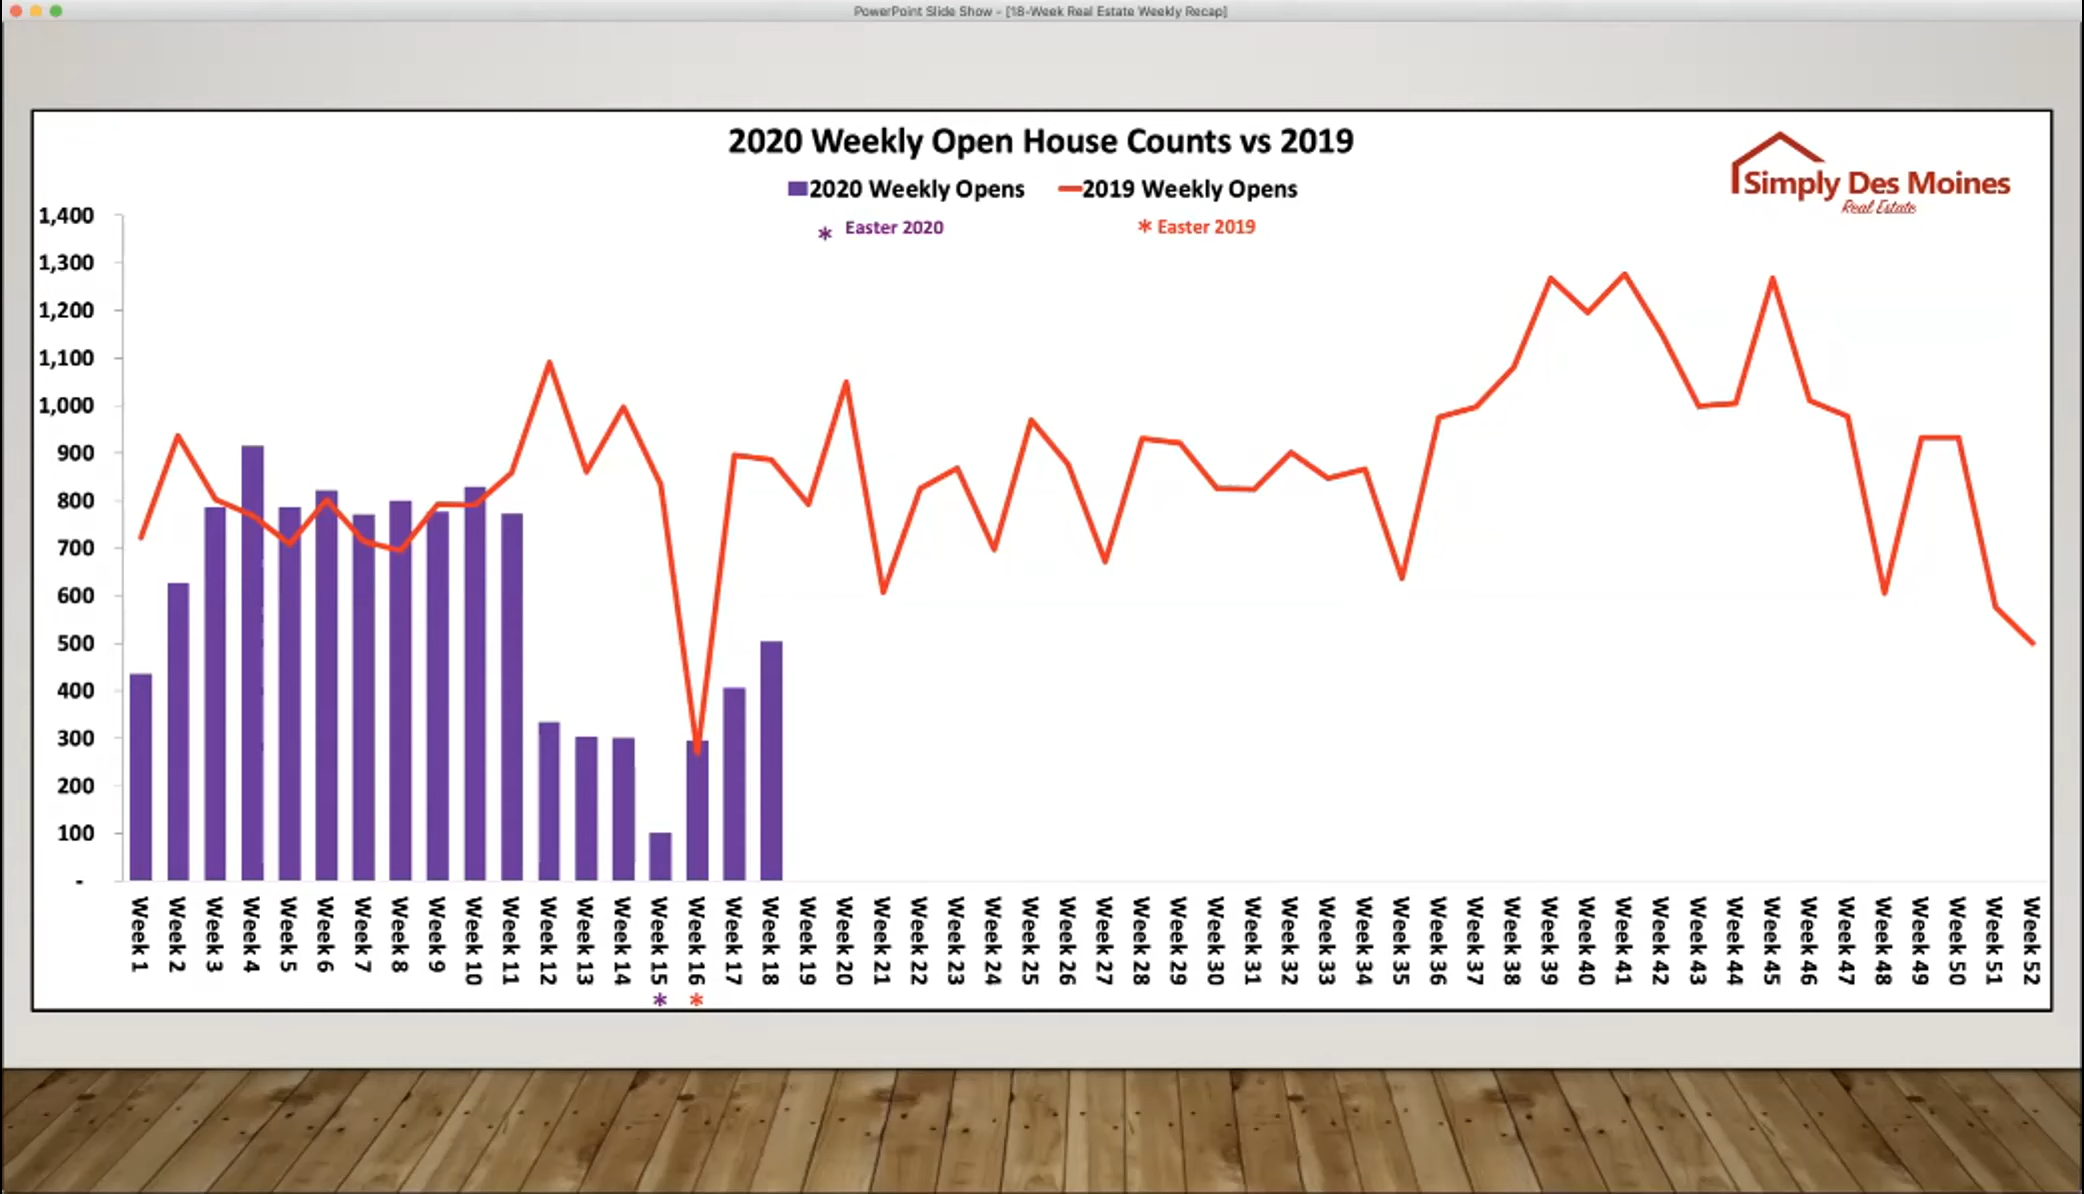 PowerPoint Slide Show - [18-Week Real Estate Weekly Recap]
2020 Weekly Open House Counts vs 2019
2020 Weekly Opens
2019 Weekly Opens
* Easter 2020
* Easter 2019
Simply Des Moines
Real Estate
1,400
1,300
1,200
1,100
1,000
900
800
700
600
500
400
300
200
100
-
Week 1
Week 2
Week 3
Week 4
Week 5
Week 6
Week 7
Week 8
Week 9
Week 10
Week 11
Week 12
Week 13
Week 14
Week 15
Week 16
Week 17
Week 18
Week 19
Week 20
Week 21
Week 22
Week 23
Week 24
Week 25
Week 26
Week 27
Week 28
Week 29
Week 30
Week 31
Week 32
Week 33
Week 34
Week 35
Week 36
Week 37
Week 38
Week 39
Week 40
Week 41
Week 42
Week 43
Week 44
Week 45
Week 46
Week 47
Week 48
Week 49
Week 50
Week 51
Week 52
* *